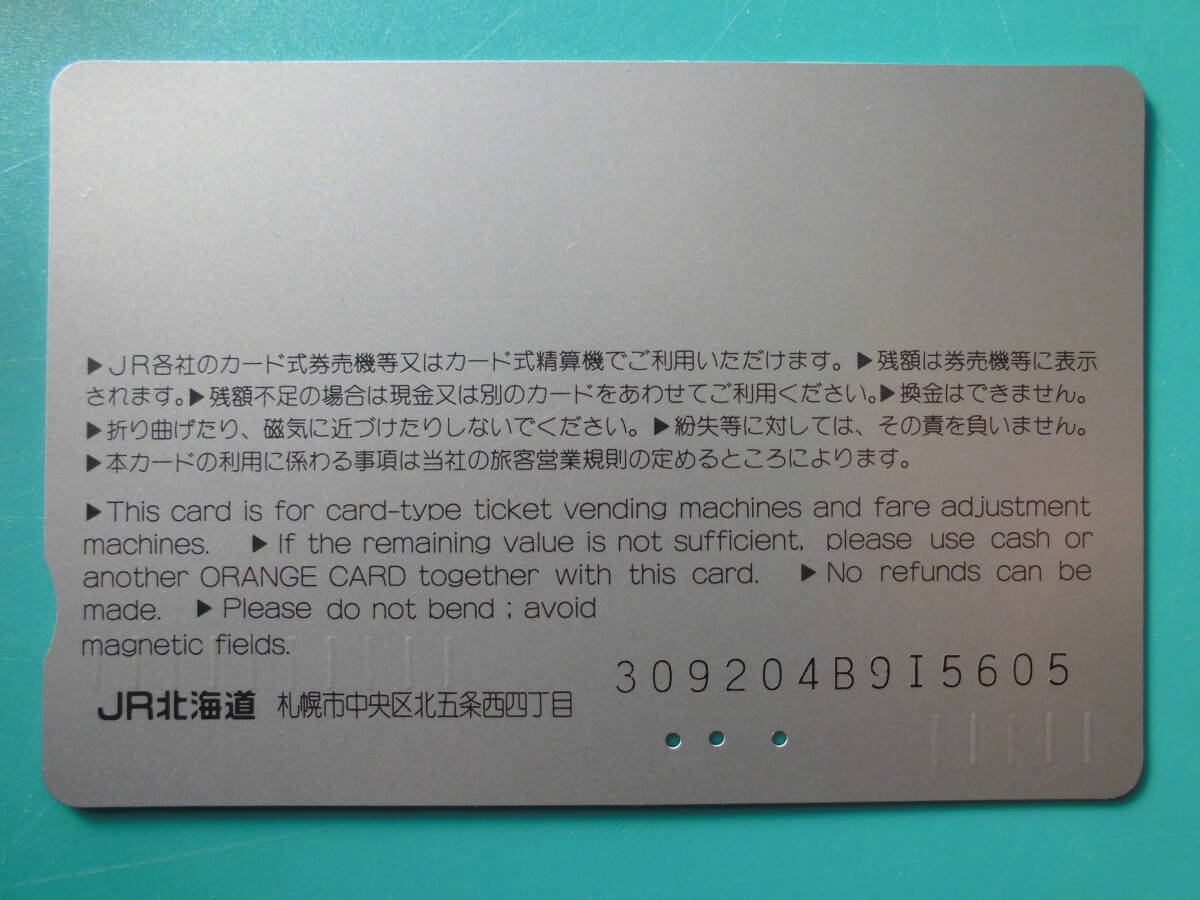 ▶JR各社のカード式券売機等又はカード式精算機でご利用いただけます。▶残額は券売機等に表示
されます。▶残額不足の場合は現金又は別のカードをあわせてご利用ください。▶換金はできません。
▶折り曲げたり、磁気に近づけたりしないでください。▶紛失等に対しては、その責を負いません。
▶本カードの利用に係わる事項は当社の旅客営業規則の定めるところによります。
▶This card is for card-type ticket vending machines and fare adjustment
machines. ▶If the remaining value is not sufficient, please use cash or
another ORANGE CARD together with this card. ▶No refunds can be
made. ▶Please do not bend ; avoid
magnetic fields.
309204B9I5605
JR北海道 札幌市中央区北五条西四丁目